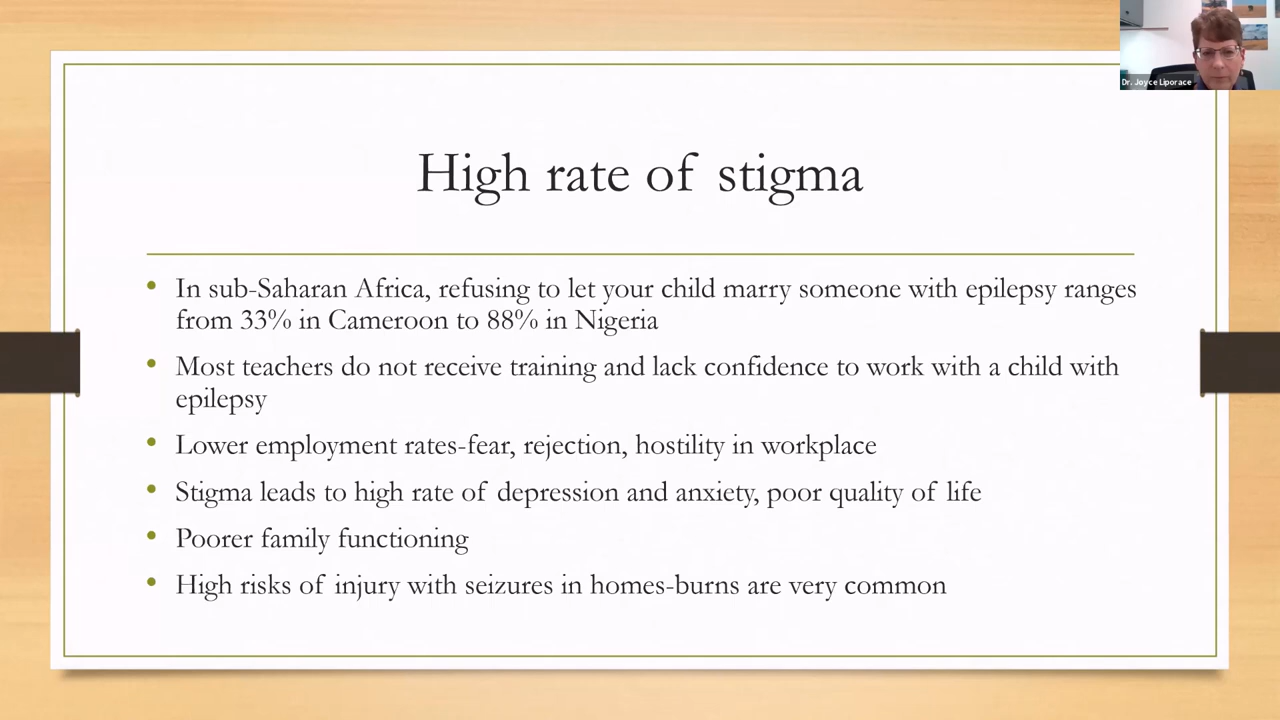 Dr. Joyce Liporace
High rate of stigma
• In sub-Saharan Africa, refusing to let your child marry someone with epilepsy ranges
from 33% in Cameroon to 88% in Nigeria
• Most teachers do not receive training and lack confidence to work with a child with
epilepsy
• Lower employment rates-fear, rejection, hostility in workplace
• Stigma leads to high rate of depression and anxiety, poor quality of life
• Poorer family functioning
• High risks of injury with seizures in homes-burns are very common